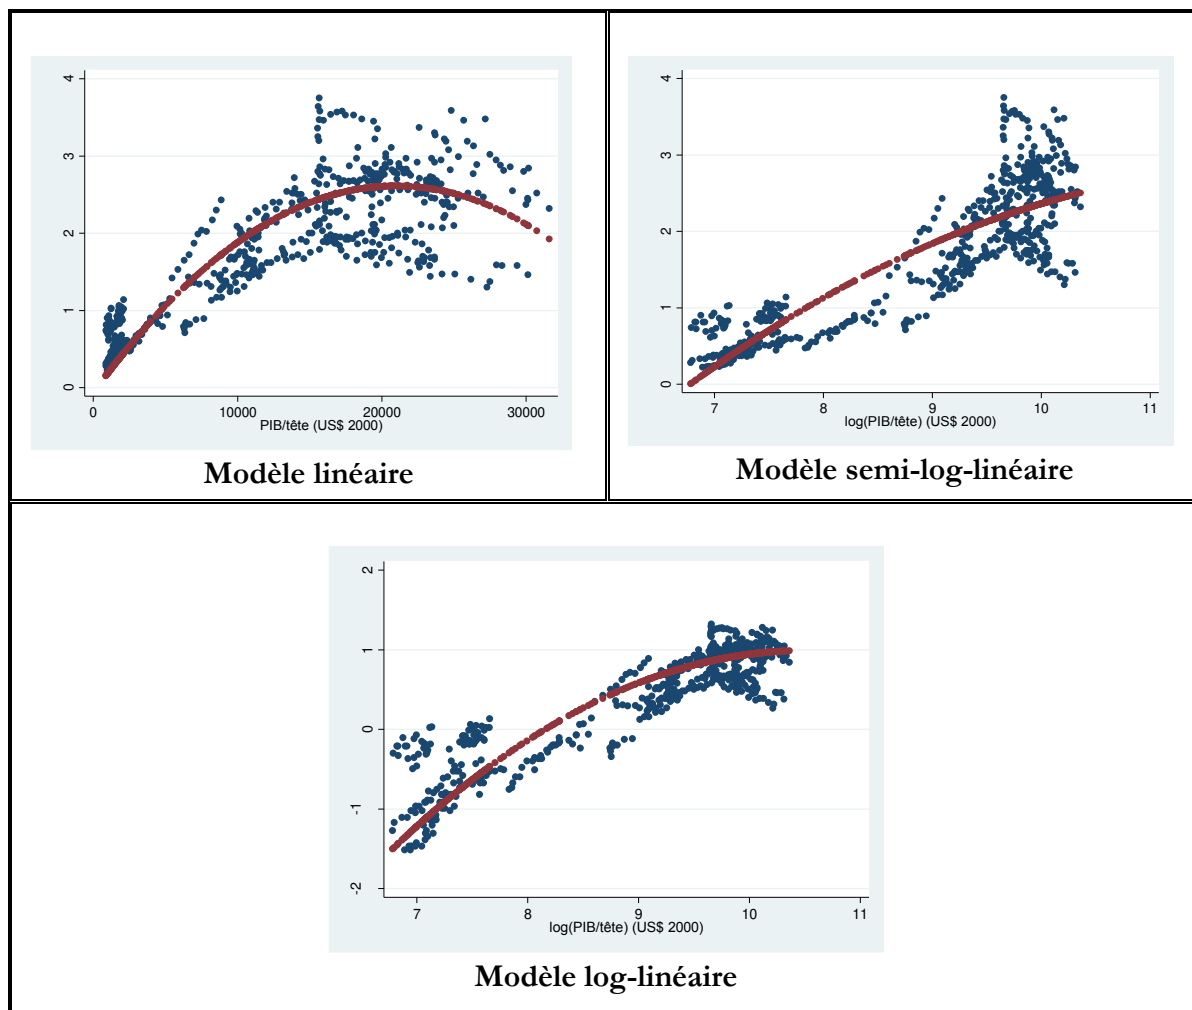 4
3
2
1
0
0 10000 20000 30000
PIB/tête (US$ 2000)
Modèle linéaire
4
3
2
1
0
7 8 9 10 11
log(PIB/tête) (US$ 2000)
Modèle semi-log-linéaire
2
1
0
-1
-2
7 8 9 10 11
log(PIB/tête) (US$ 2000)
Modèle log-linéaire